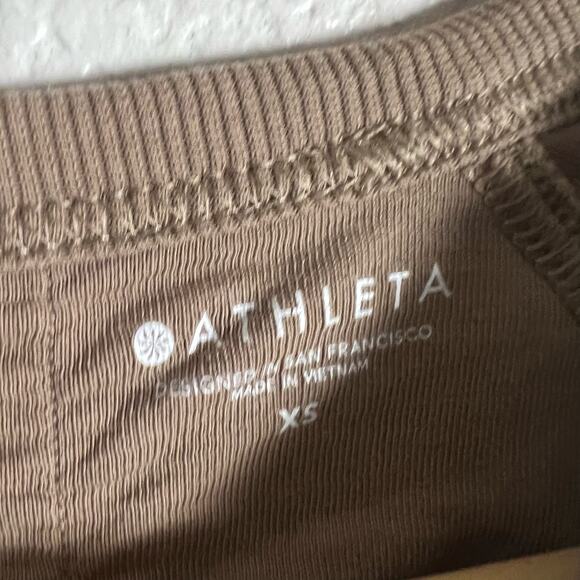 ATHLETA
DESIGNED IN SAN FRANCISCO
MADE IN VIETNAM
XS